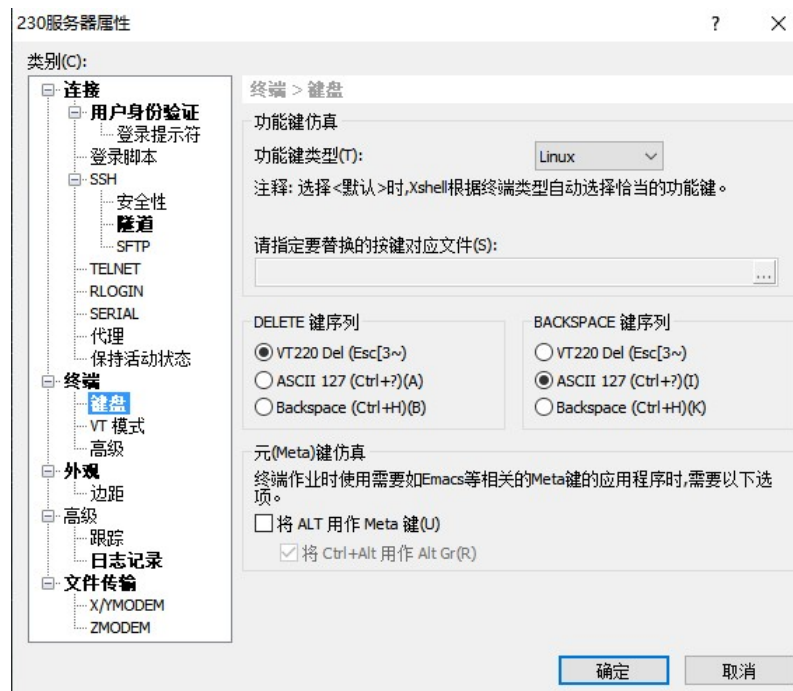 230服务器属性
类别(C):
连接
用户身份验证
登录提示符
登录脚本
SSH
安全性
隧道
SFTP
TELNET
RLOGIN
SERIAL
代理
保持活动状态
终端
键盘
VT 模式
高级
外观
边距
高级
跟踪
日志记录
文件传输
X/YMODEM
ZMODEM
终端 > 键盘
功能键仿真
功能键类型(T):
Linux
注释: 选择<默认>时,Xshell根据终端类型自动选择恰当的功能键。
请指定要替换的按键对应文件(S):
...
DELETE 键序列
VT220 Del (Esc[3~)
ASCII 127 (Ctrl+?)(A)
Backspace (Ctrl+H)(B)
BACKSPACE 键序列
VT220 Del (Esc[3~)
ASCII 127 (Ctrl+?)(I)
Backspace (Ctrl+H)(K)
元(Meta)键仿真
终端作业时使用需要如Emacs等相关的Meta键的应用程序时,需要以下选
项。
将 ALT 用作 Meta 键(U)
将 Ctrl+Alt 用作 Alt Gr(R)
确定
取消